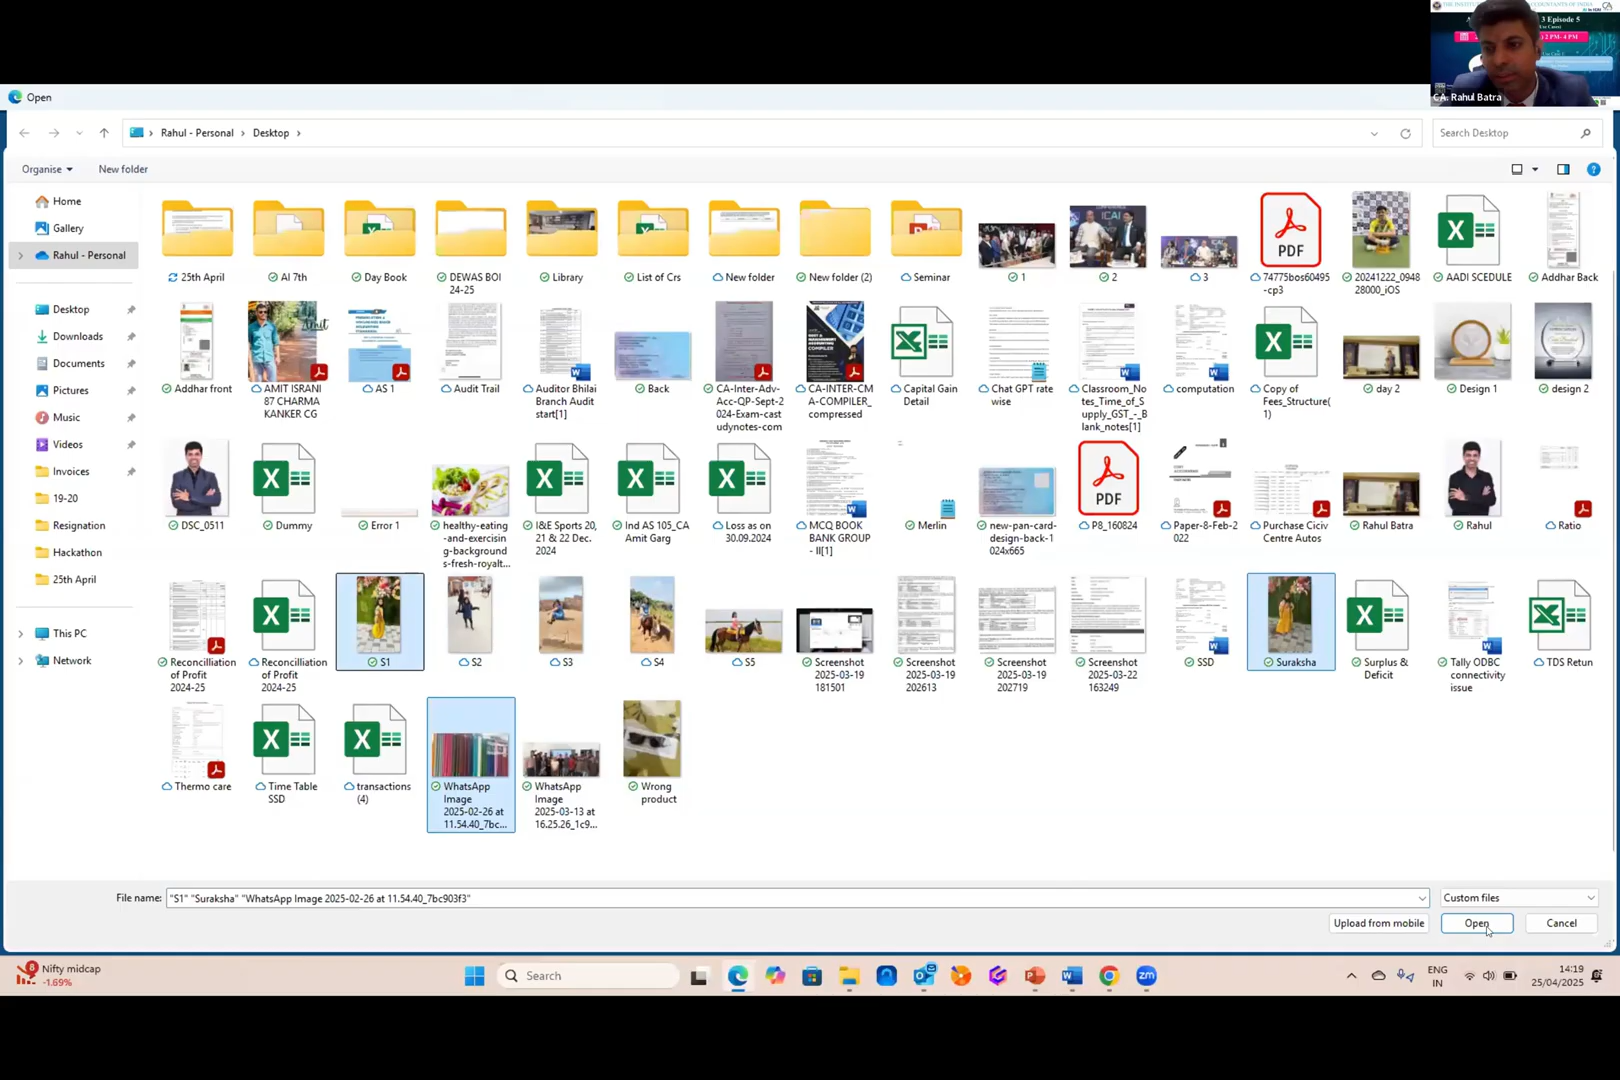 3 Episode 5
2 PM- 4 PM
CA. Rahul Batra
Open
Rahul - Personal > Desktop >
Search Desktop
Organise
New folder
Home
Gallery
Rahul - Personal
Desktop
Downloads
Documents
Pictures
Music
Videos
Invoices
19-20
Resignation
Hackathon
25th April
This PC
Network
25th April
AI 7th
Day Book
DEWAS BOI
24-25
Library
List of Crs
New folder
New folder (2)
Seminar
1
2
3
PDF
74775bos60495
-cp3
20241222_0948
28000_iOS
AADI SCEDULE
Addhar Back
Addhar front
AMIT ISRANI
87 CHARMA
KANKER CG
AS 1
Audit Trail
Auditor Bhilai
Branch Audit
start[1]
Back
CA-Inter-Adv-
Acc-QP-Sept-2
024-Exam-cast
udynotes-com
CA-INTER-CM
A-COMPILER_
compressed
Capital Gain
Detail
Chat GPT rate
wise
Classroom_No
tes_Time_of_S
upply_GST_-_B
lank_notes[1]
computation
Copy of
Fees_Structure(
1)
day 2
Design 1
design 2
DSC_0511
Dummy
Error 1
healthy-eating
-and-exercisin
g-background
s-fresh-royalt...
I&E Sports 20,
21 & 22 Dec.
2024
Ind AS 105_CA
Amit Garg
Loss as on
30.09.2024
MCQ BOOK
BANK GROUP
- II[1]
Merlin
new-pan-card-
design-back-1
024x665
PDF
P8_160824
Paper-8-Feb-2
022
Purchase Ciciv
Centre Autos
Rahul Batra
Rahul
Ratio
Reconcilliation
of Profit
2024-25
Reconcilliation
of Profit
2024-25
S1
S2
S3
S4
S5
Screenshot
2025-03-19
181501
Screenshot
2025-03-19
202613
Screenshot
2025-03-19
202719
Screenshot
2025-03-22
163249
SSD
Suraksha
Surplus &
Deficit
Tally ODBC
connectivity
issue
TDS Retun
Thermo care
Time Table
SSD
transactions
(4)
WhatsApp
Image
2025-02-26 at
11.54.40_7bc...
WhatsApp
Image
2025-03-13 at
16.25.26_1c9...
Wrong
product
File name:
"S1" "Suraksha" "WhatsApp Image 2025-02-26 at 11.54.40_7bc903f3"
Custom files
Upload from mobile
Open
Cancel
Nifty midcap
-1.69%
Search
ENG
IN
14:19
25/04/2025